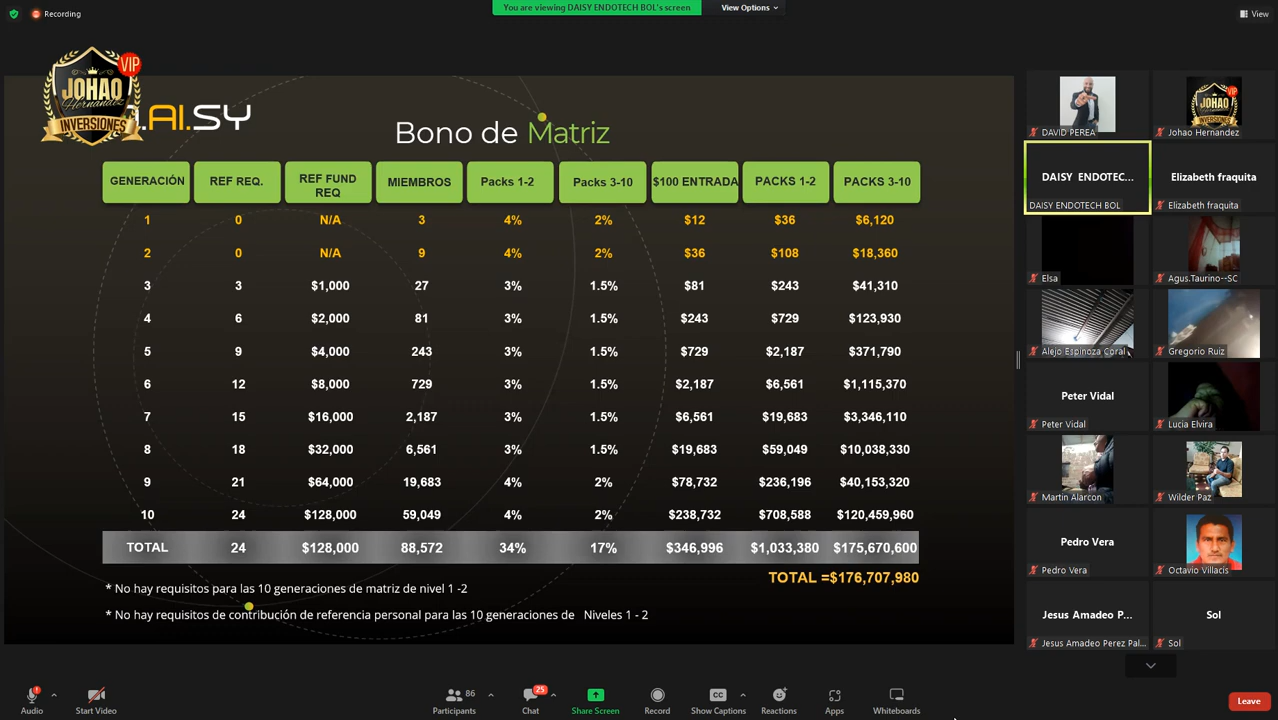 Recording
You are viewing DAISY ENDOTECH BOL's screen
View Options
View
JOHAO
Hernandez
INVERSIONES
VIP
.AI.SY
Bono de Matriz
GENERACIÓN REF REQ. REF FUND REQ MIEMBROS Packs 1-2 Packs 3-10 $100 ENTRADA PACKS 1-2 PACKS 3-10
1 0 N/A 3 4% 2% $12 $36 $6,120
2 0 N/A 9 4% 2% $36 $108 $18,360
3 3 $1,000 27 3% 1.5% $81 $243 $41,310
4 6 $2,000 81 3% 1.5% $243 $729 $123,930
5 9 $4,000 243 3% 1.5% $729 $2,187 $371,790
6 12 $8,000 729 3% 1.5% $2,187 $6,561 $1,115,370
7 15 $16,000 2,187 3% 1.5% $6,561 $19,683 $3,346,110
8 18 $32,000 6,561 3% 1.5% $19,683 $59,049 $10,038,330
9 21 $64,000 19,683 4% 2% $78,732 $236,196 $40,153,320
10 24 $128,000 59,049 4% 2% $238,732 $708,588 $120,459,960
TOTAL 24 $128,000 88,572 34% 17% $346,996 $1,033,380 $175,670,600
TOTAL =$176,707,980
* No hay requisitos para las 10 generaciones de matriz de nivel 1 -2
* No hay requisitos de contribución de referencia personal para las 10 generaciones de Niveles 1 - 2
DAVID PEREA
Johao Hernandez
DAISY ENDOTEC...
DAISY ENDOTECH BOL
Elizabeth fraquita
Elizabeth fraquita
Elsa
Agus.Taurino--SC
Alejo Espinoza Coral
Gregorio Ruiz
Peter Vidal
Peter Vidal
Lucia Elvira
Martin Alarcon
Wilder Paz
Pedro Vera
Pedro Vera
Octavio Villacis
Jesus Amadeo P...
Jesus Amadeo Perez Pal...
Sol
Sol
Audio
Start Video
86
Participants
25
Chat
Share Screen
Record
CC
Show Captions
Reactions
Apps
Whiteboards
Leave